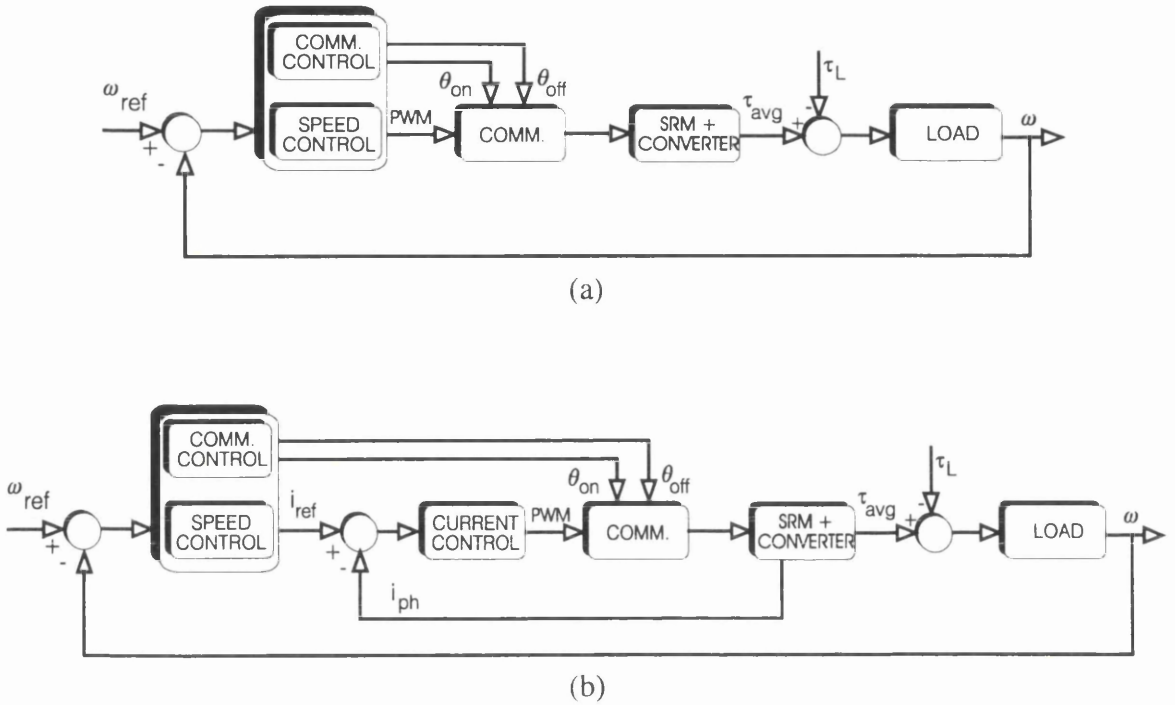 COMM.
CONTROL
θon
θoff
τL
ωref
+
-
SPEED
CONTROL
PWM
COMM.
SRM +
CONVERTER
τavg
+
-
LOAD
ω
(a)
COMM.
CONTROL
θon
θoff
τL
ωref
+
-
SPEED
CONTROL
iref
+
-
CURRENT
CONTROL
PWM
COMM.
SRM +
CONVERTER
τavg
+
-
LOAD
ω
iph
(b)